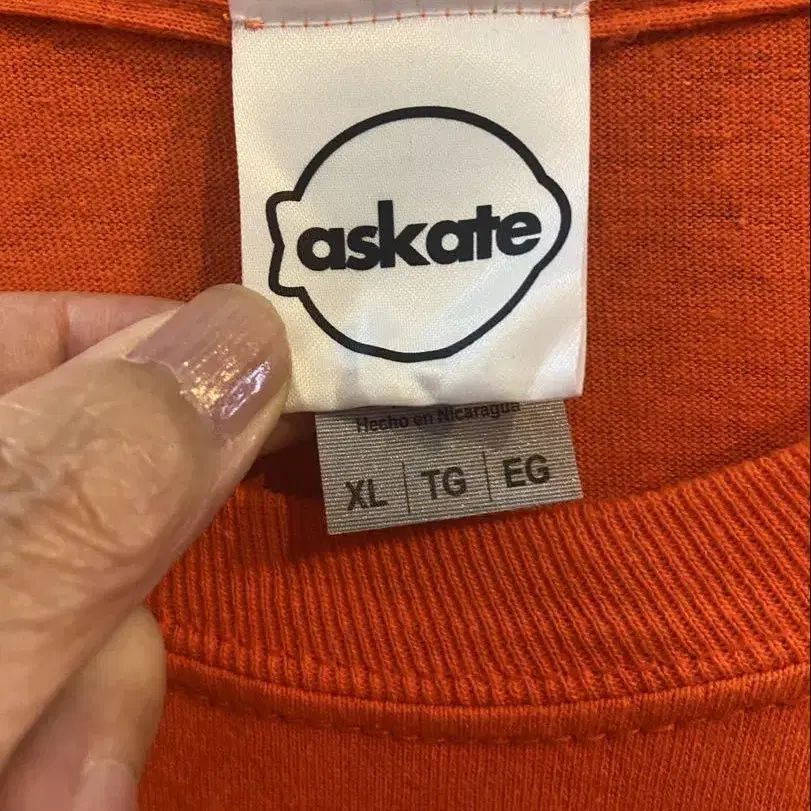 askate
Hecho en Nicaragua
XL | TG | EG